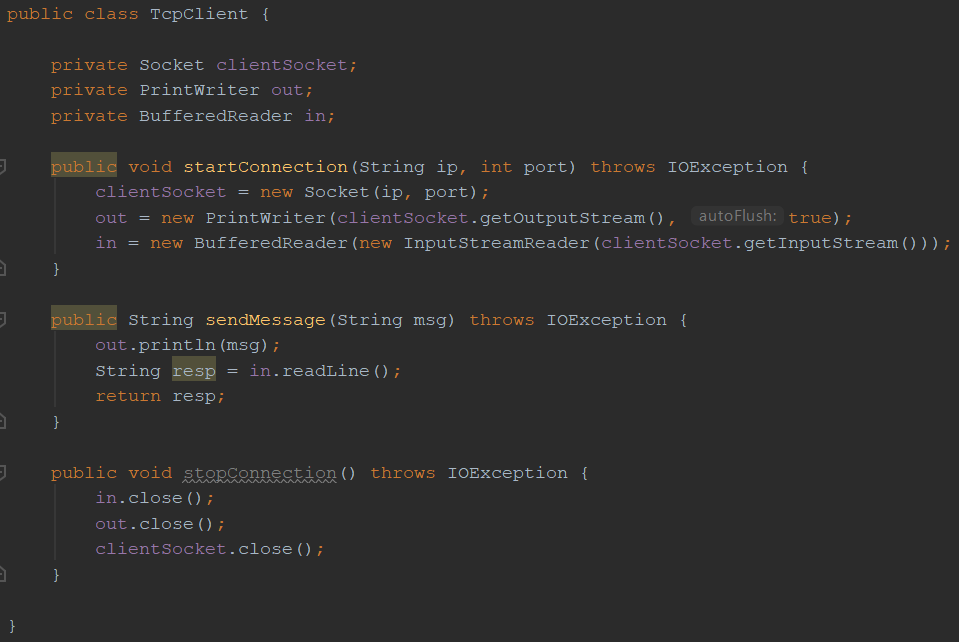 public class TcpClient {
private Socket clientSocket;
private PrintWriter out;
private BufferedReader in;
public void startConnection(String ip, int port) throws IOException {
clientSocket = new Socket(ip, port);
out = new PrintWriter(clientSocket.getOutputStream(), autoFlush: true);
in = new BufferedReader(new InputStreamReader(clientSocket.getInputStream()));
}
public String sendMessage(String msg) throws IOException {
out.println(msg);
String resp = in.readLine();
return resp;
}
public void stopConnection() throws IOException {
in.close();
out.close();
clientSocket.close();
}
}